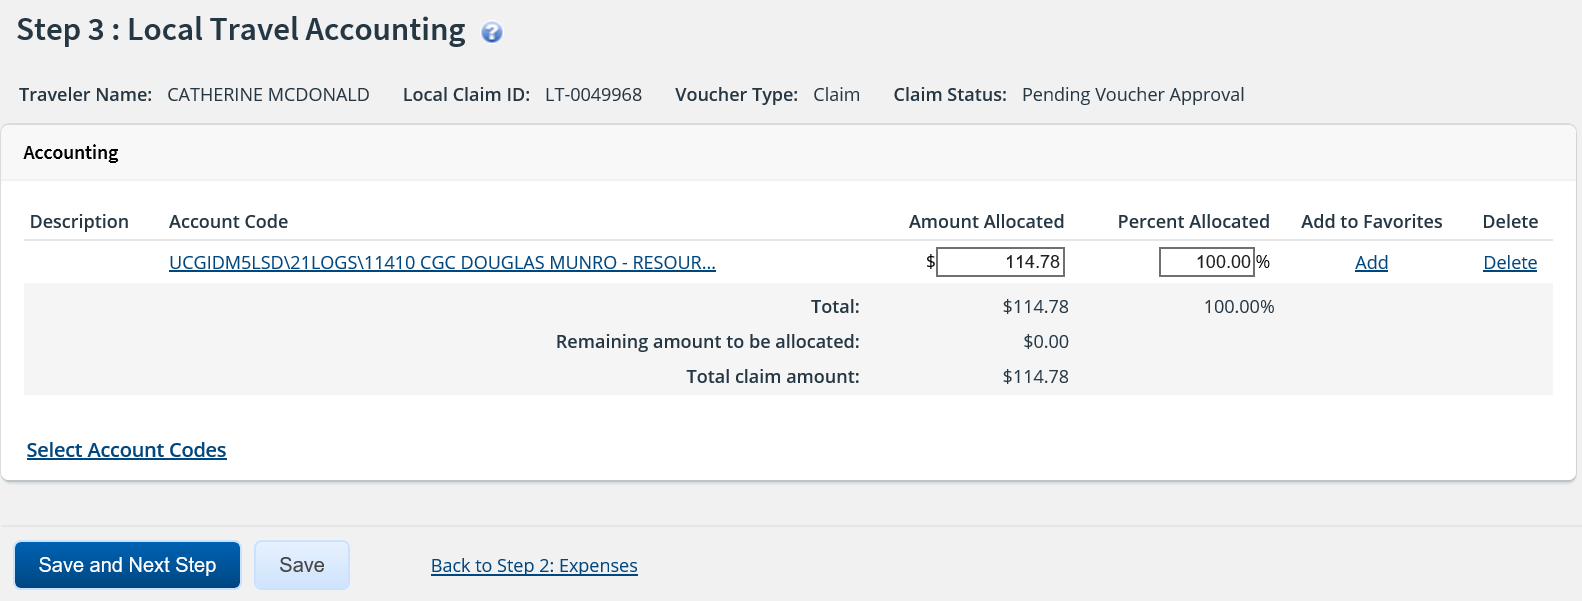 Step 3 : Local Travel Accounting ?
Traveler Name: CATHERINE MCDONALD Local Claim ID: LT-0049968 Voucher Type: Claim Claim Status: Pending Voucher Approval
Accounting
Description Account Code Amount Allocated Percent Allocated Add to Favorites Delete
UCGIDM5LSD\21LOGS\11410 CGC DOUGLAS MUNRO - RESOUR... $ 114.78 100.00 % Add Delete
Total: $114.78 100.00%
Remaining amount to be allocated: $0.00
Total claim amount: $114.78
Select Account Codes
Save and Next Step Save Back to Step 2: Expenses